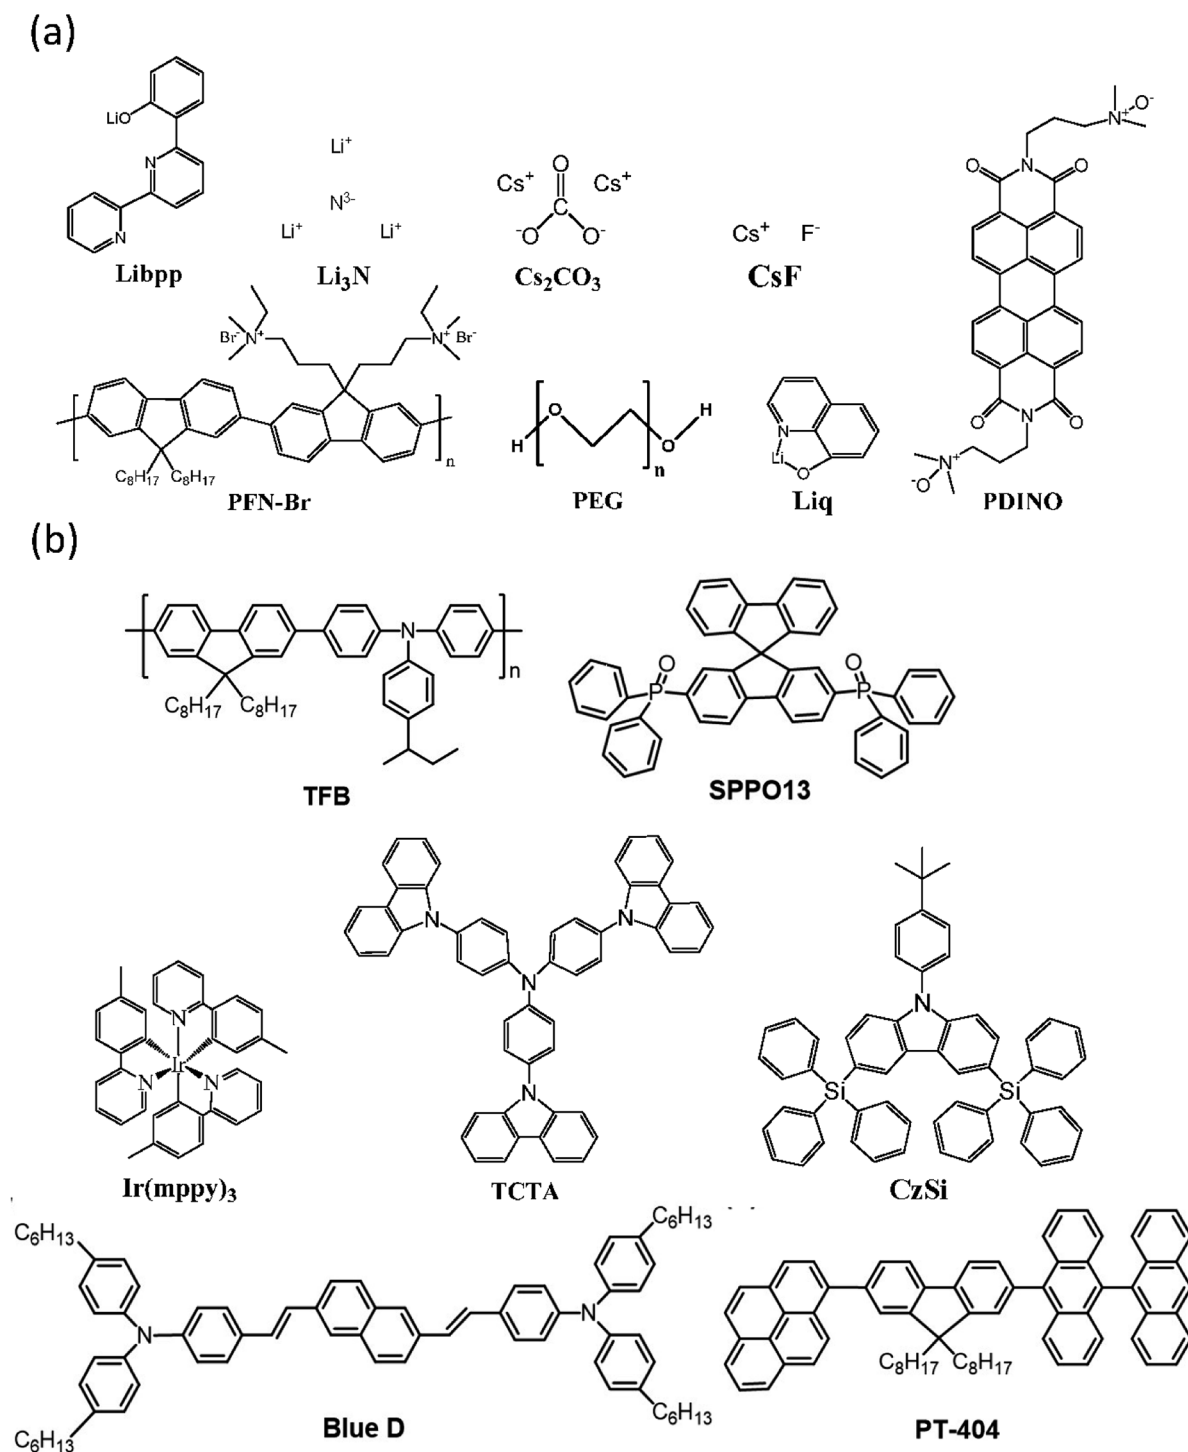 (a)
LiO
N
N
Libpp
Li⁺
N³⁻
Li⁺ Li⁺
Li₃N
O
Cs⁺ C Cs⁺
⁻O O⁻
Cs₂CO₃
Cs⁺ F⁻
CsF
N⁺ O⁻
N
O O
O O
N
N⁺
⁻O
PDINO
Br⁻ N⁺ N⁺ Br⁻
C₈H₁₇ C₈H₁₇
n
PFN-Br
O H
H O
n
PEG
N
Li O
Liq
(b)
N
n
C₈H₁₇ C₈H₁₇
TFB
O O
P P
SPPO13
N
Ir
N N
Ir(mppy)₃
N N
N
N
TCTA
N
Si Si
CzSi
C₆H₁₃ C₆H₁₃
N N
C₆H₁₃ C₆H₁₃
Blue D
C₈H₁₇ C₈H₁₇
PT-404